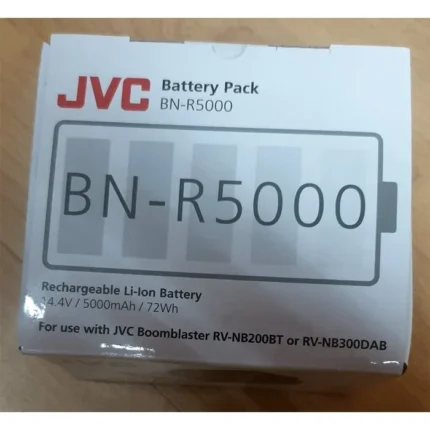 JVC
Battery Pack
BN-R5000
BN-R5000
Rechargeable Li-Ion Battery
14.4V / 5000mAh / 72Wh
For use with JVC Boomblaster RV-NB200BT or RV-NB300DAB